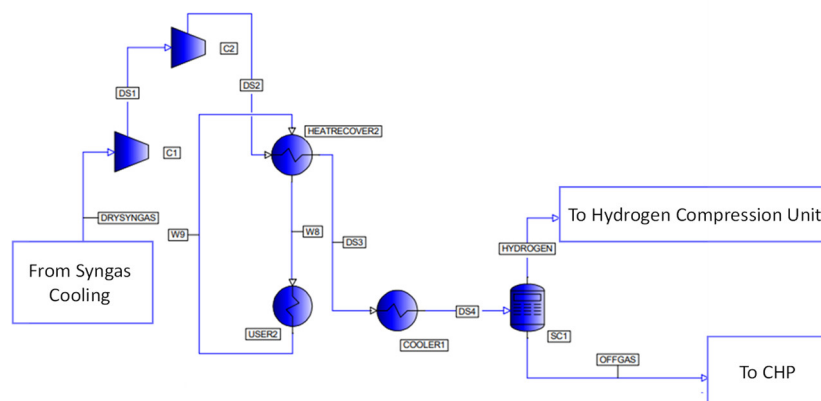 C2
DS2
DS1
HEATRECOVER2
C1
To Hydrogen Compression Unit
DRYSYNGAS
W9
W8
DS3
HYDROGEN
From Syngas
Cooling
DS4
USER2
COOLER1
SC1
OFFGAS
To CHP